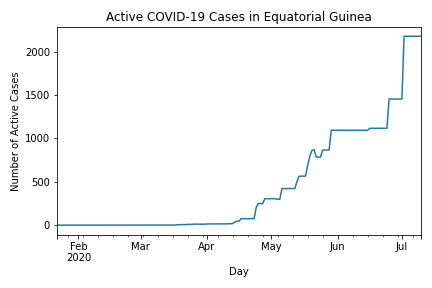 Active COVID-19 Cases in Equatorial Guinea
Number of Active Cases
2000
1500
1000
500
0
Feb
2020
Mar
Apr
May
Jun
Jul
Day